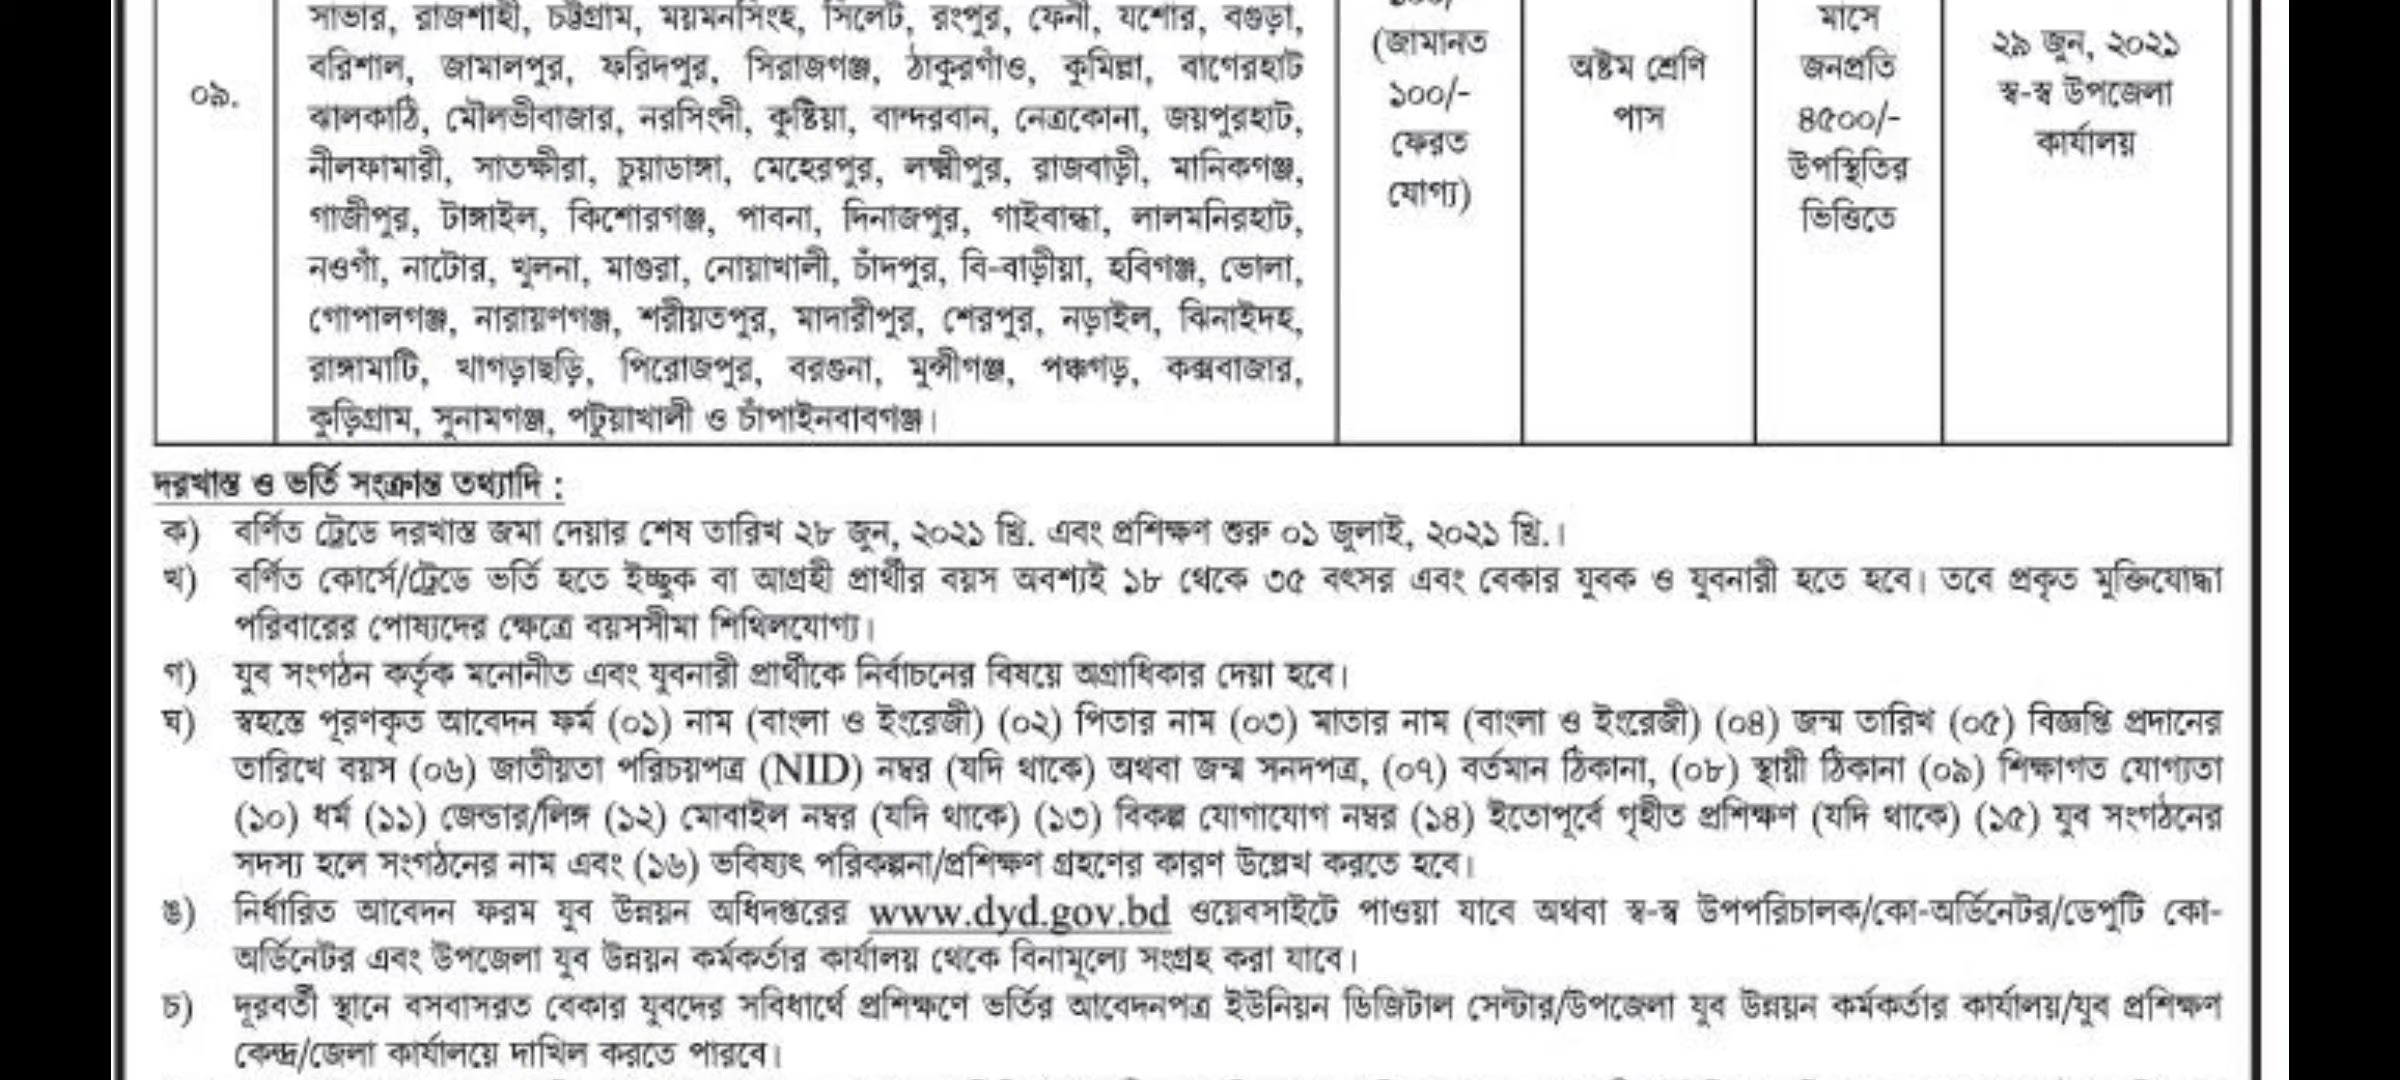 সাভার, রাজশাহী, চট্টগ্রাম, ময়মনসিংহ, সিলেট, রংপুর, ফেনী, যশোর, বগুড়া,
বরিশাল, জামালপুর, ফরিদপুর, সিরাজগঞ্জ, ঠাকুরগাঁও, কুমিল্লা, বাগেরহাট
০৯.
ঝালকাঠি, মৌলভীবাজার, নরসিংদী, কুষ্টিয়া, বান্দরবান, নেত্রকোনা, জয়পুরহাট,
নীলফামারী, সাতক্ষীরা, চুয়াডাঙ্গা, মেহেরপুর, লক্ষ্মীপুর, রাজবাড়ী, মানিকগঞ্জ,
গাজীপুর, টাঙ্গাইল, কিশোরগঞ্জ, পাবনা, দিনাজপুর, গাইবান্ধা, লালমনিরহাট,
নওগাঁ, নাটোর, খুলনা, মাগুরা, নোয়াখালী, চাঁদপুর, বি-বাড়ীয়া, হবিগঞ্জ, ভোলা,
গোপালগঞ্জ, নারায়ণগঞ্জ, শরীয়তপুর, মাদারীপুর, শেরপুর, নড়াইল, ঝিনাইদহ,
রাঙ্গামাটি, খাগড়াছড়ি, পিরোজপুর, বরগুনা, মুন্সীগঞ্জ, পঞ্চগড়, কক্সবাজার,
কুড়িগ্রাম, সুনামগঞ্জ, পটুয়াখালী ও চাঁপাইনবাবগঞ্জ।
(জামানত
১০০/-
ফেরত
যোগ্য)
অষ্টম শ্রেণি
পাস
মাসে
জনপ্রতি
৪৫০০/-
উপস্থিতির
ভিত্তিতে
২৯ জুন, ২০২১
স্ব-স্ব উপজেলা
কার্যালয়
দরখাস্ত ও ভর্তি সংক্রান্ত তথ্যাদি :
ক) বর্ণিত ট্রেডে দরখাস্ত জমা দেয়ার শেষ তারিখ ২৮ জুন, ২০২১ খ্রি. এবং প্রশিক্ষণ শুরু ০১ জুলাই, ২০২১ খ্রি.।
খ) বর্ণিত কোর্সে/ট্রেডে ভর্তি হতে ইচ্ছুক বা আগ্রহী প্রার্থীর বয়স অবশ্যই ১৮ থেকে ৩৫ বৎসর এবং বেকার যুবক ও যুবনারী হতে হবে। তবে প্রকৃত মুক্তিযোদ্ধা
পরিবারের পোষ্যদের ক্ষেত্রে বয়সসীমা শিথিলযোগ্য।
গ) যুব সংগঠন কর্তৃক মনোনীত এবং যুবনারী প্রার্থীকে নির্বাচনের বিষয়ে অগ্রাধিকার দেয়া হবে।
ঘ) স্বহস্তে পূরণকৃত আবেদন ফর্ম (০১) নাম (বাংলা ও ইংরেজী) (০২) পিতার নাম (০৩) মাতার নাম (বাংলা ও ইংরেজী) (০৪) জন্ম তারিখ (০৫) বিজ্ঞপ্তি প্রদানের
তারিখে বয়স (০৬) জাতীয়তা পরিচয়পত্র (NID) নম্বর (যদি থাকে) অথবা জন্ম সনদপত্র, (০৭) বর্তমান ঠিকানা, (০৮) স্থায়ী ঠিকানা (০৯) শিক্ষাগত যোগ্যতা
(১০) ধর্ম (১১) জেন্ডার/লিঙ্গ (১২) মোবাইল নম্বর (যদি থাকে) (১৩) বিকল্প যোগাযোগ নম্বর (১৪) ইতোপূর্বে গৃহীত প্রশিক্ষণ (যদি থাকে) (১৫) যুব সংগঠনের
সদস্য হলে সংগঠনের নাম এবং (১৬) ভবিষ্যৎ পরিকল্পনা/প্রশিক্ষণ গ্রহণের কারণ উল্লেখ করতে হবে।
ঙ) নির্ধারিত আবেদন ফরম যুব উন্নয়ন অধিদপ্তরের www.dyd.gov.bd ওয়েবসাইটে পাওয়া যাবে অথবা স্ব-স্ব উপপরিচালক/কো-অর্ডিনেটর/ডেপুটি কো-
অর্ডিনেটর এবং উপজেলা যুব উন্নয়ন কর্মকর্তার কার্যালয় থেকে বিনামূল্যে সংগ্রহ করা যাবে।
চ) দূরবর্তী স্থানে বসবাসরত বেকার যুবদের সবিধার্থে প্রশিক্ষণে ভর্তির আবেদনপত্র ইউনিয়ন ডিজিটাল সেন্টার/উপজেলা যুব উন্নয়ন কর্মকর্তার কার্যালয়/যুব প্রশিক্ষণ
কেন্দ্র/জেলা কার্যালয়ে দাখিল করতে পারবে।